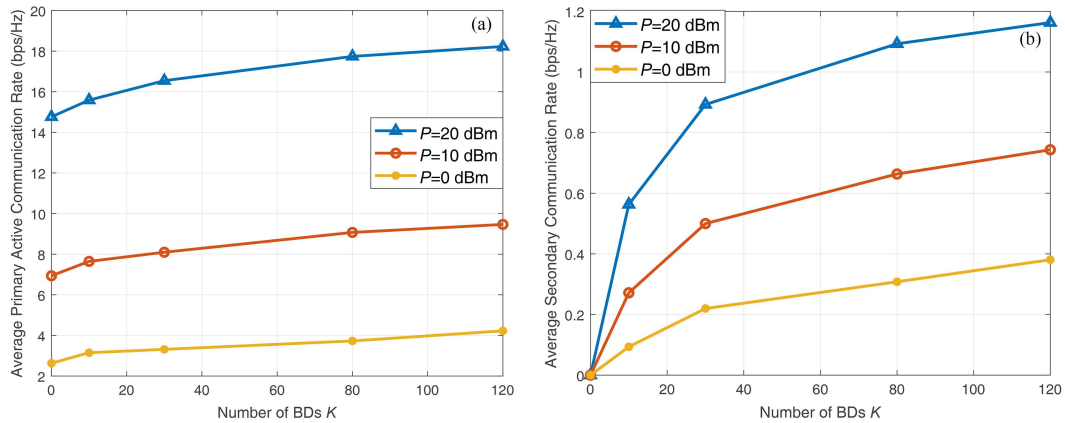 (a)
Average Primary Active Communication Rate (bps/Hz)
20
18
16
14
12
10
8
6
4
2
P=20 dBm
P=10 dBm
P=0 dBm
0 20 40 60 80 100 120
Number of BDs K
(b)
Average Secondary Communication Rate (bps/Hz)
1.2
1
0.8
0.6
0.4
0.2
0
P=20 dBm
P=10 dBm
P=0 dBm
0 20 40 60 80 100 120
Number of BDs K